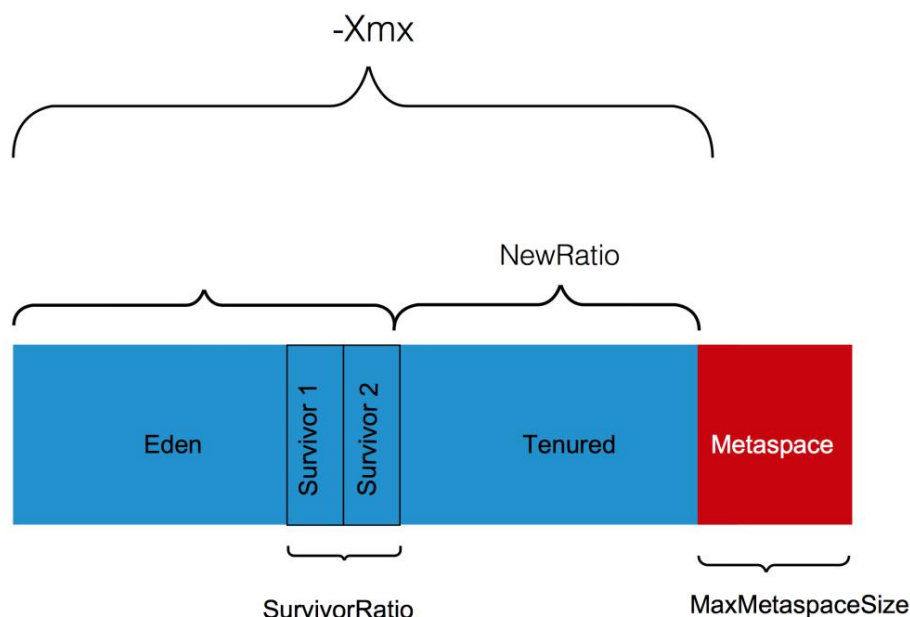 -Xmx
NewRatio
Eden
Survivor 1
Survivor 2
Tenured
Metaspace
SurvivorRatio
MaxMetaspaceSize